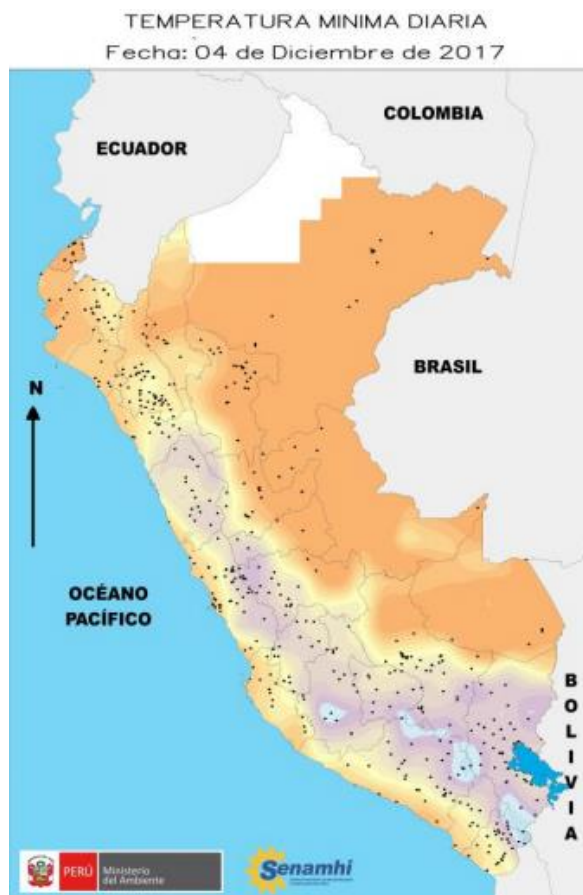 TEMPERATURA MINIMA DIARIA
Fecha: 04 de Diciembre de 2017
COLOMBIA
ECUADOR
BRASIL
N
OCÉANO
PACÍFICO
BOLIVIA
PERÚ
Ministerio
del Ambiente
Senamhi